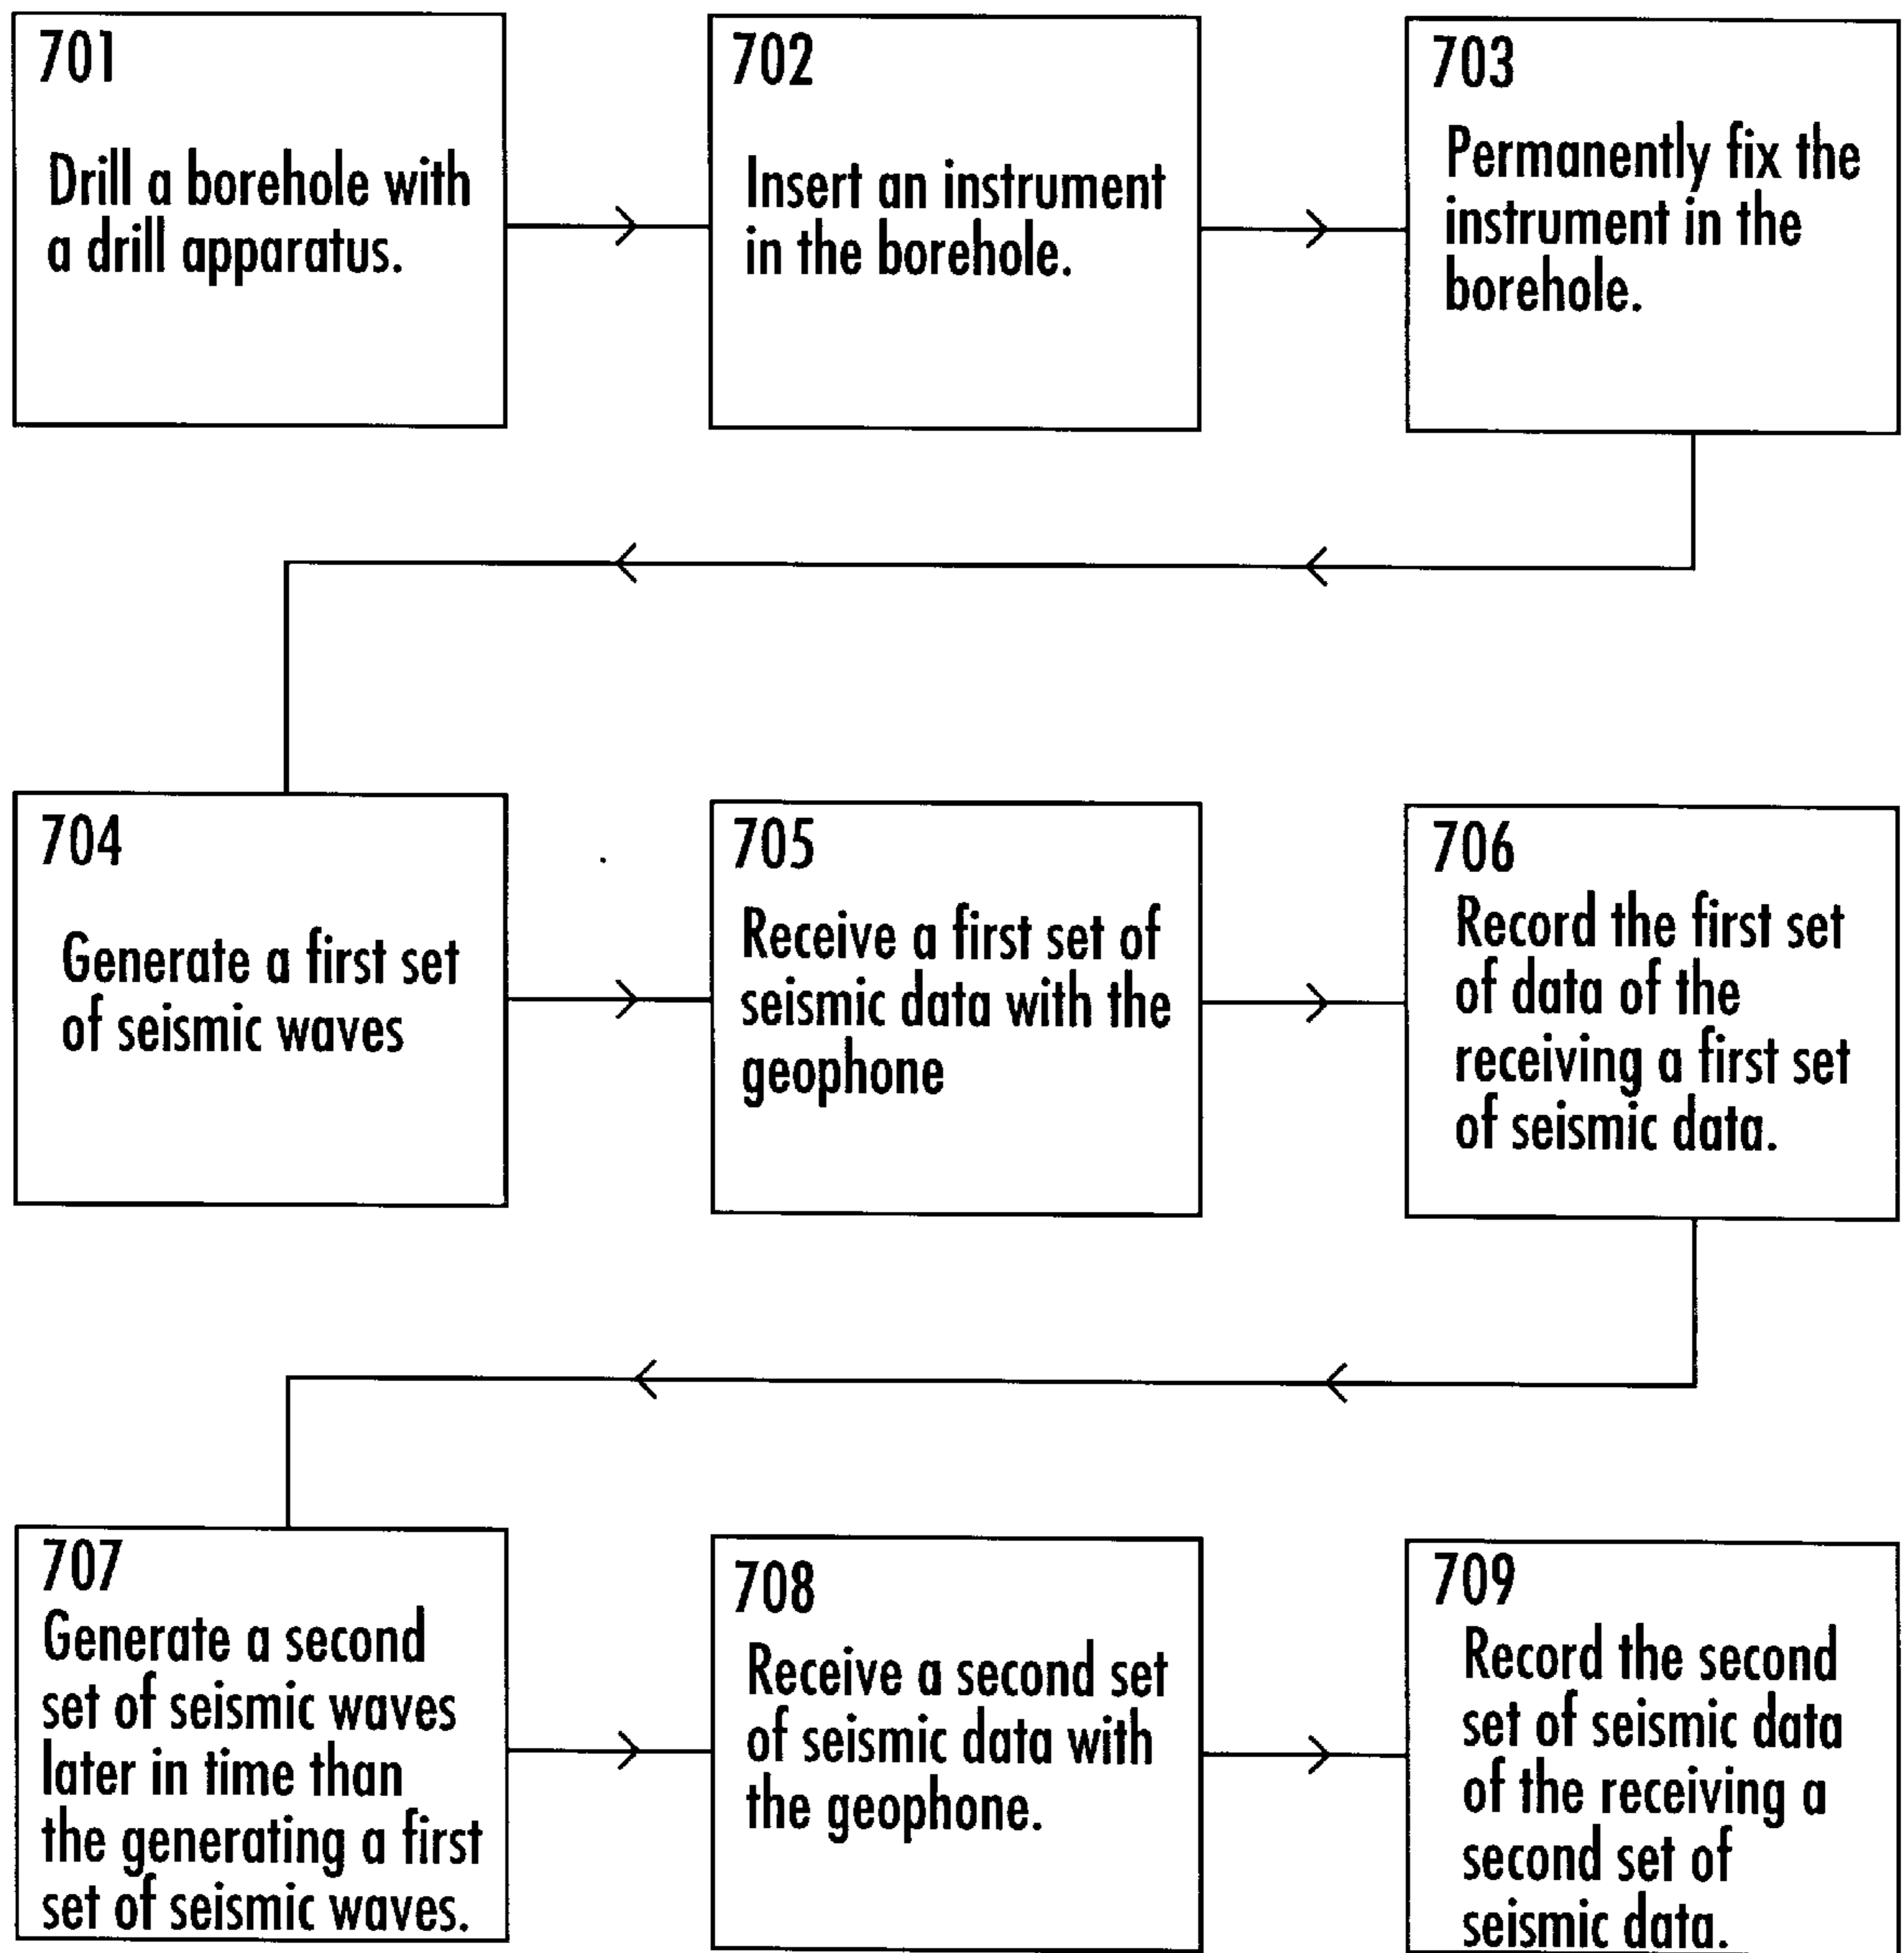 701
Drill a borehole with
a drill apparatus.
702
Insert an instrument
in the borehole.
703
Permanently fix the
instrument in the
borehole.
704
Generate a first set
of seismic waves
705
Receive a first set of
seismic data with the
geophone
706
Record the first set
of data of the
receiving a first set
of seismic data.
707
Generate a second
set of seismic waves
later in time than
the generating a first
set of seismic waves.
708
Receive a second set
of seismic data with
the geophone.
709
Record the second
set of seismic data
of the receiving a
second set of
seismic data.